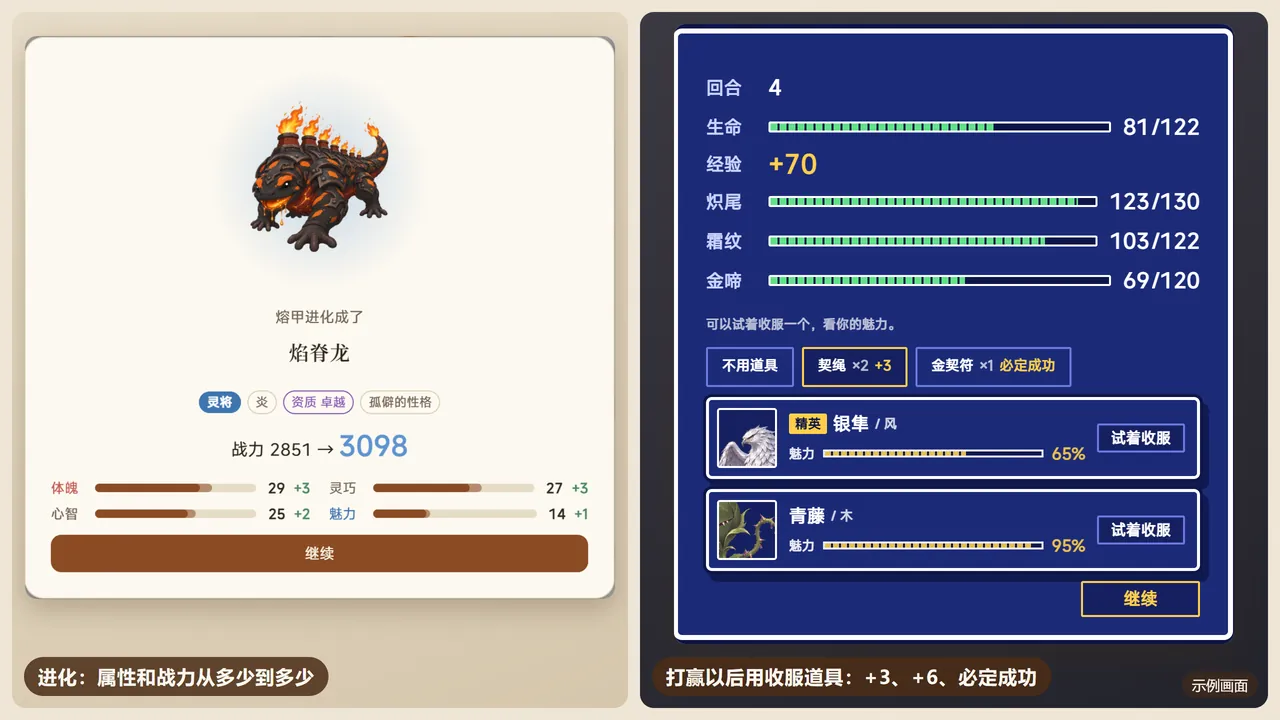 熔甲进化成了
焰脊龙
灵将 炎 资质 卓越 孤僻的性格
战力 2851 → 3098
体魄 29 +3 灵巧 27 +3
心智 25 +2 魅力 14 +1
继续
进化：属性和战力从多少到多少
回合 4
生命 81/122
经验 +70
炽尾 123/130
霜纹 103/122
金啼 69/120
可以试着收服一个，看你的魅力。
不用道具 契绳 ×2 +3 金契符 ×1 必定成功
精英 银隼 / 风
魅力 65% 试着收服
青藤 / 木
魅力 95% 试着收服
继续
打赢以后用收服道具：+3、+6、必定成功
示例画面